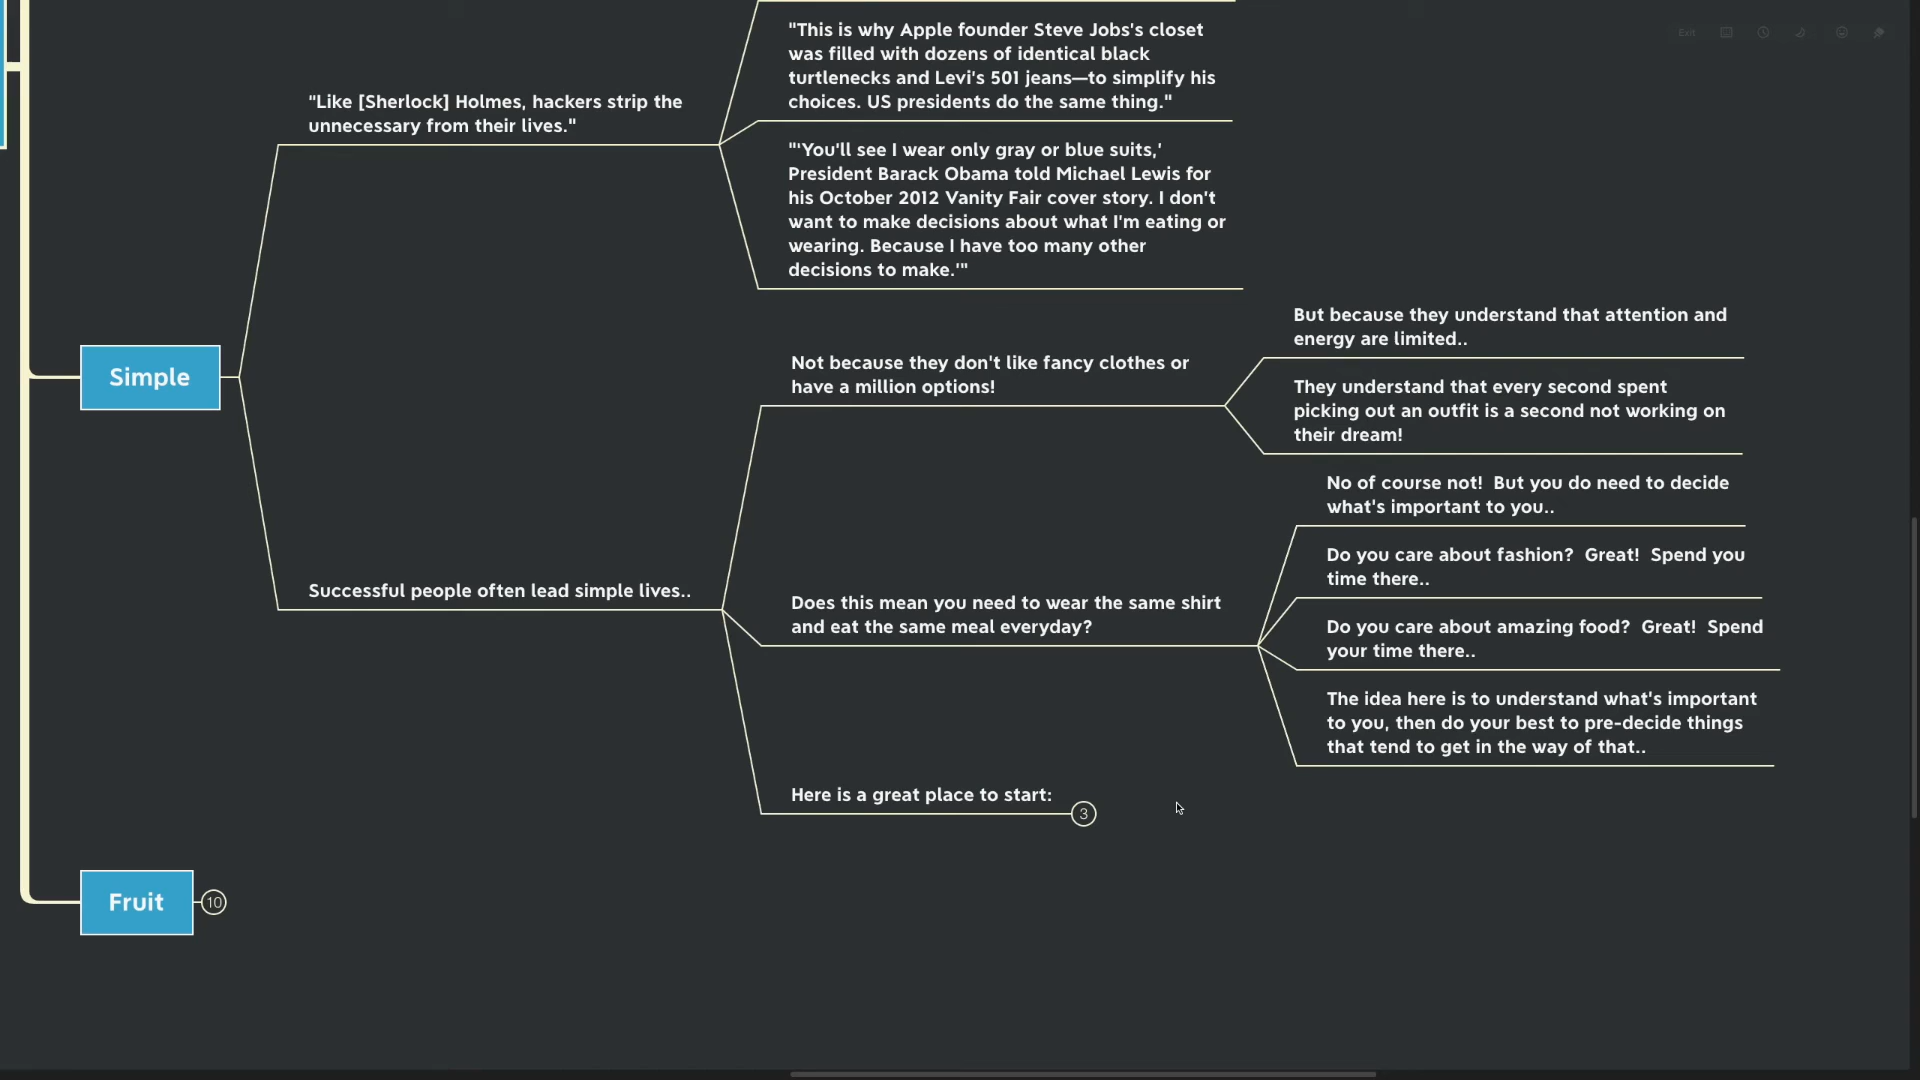 "This is why Apple founder Steve Jobs's closet
was filled with dozens of identical black
turtlenecks and Levi's 501 jeans—to simplify his
choices. US presidents do the same thing."
Exit
"Like [Sherlock] Holmes, hackers strip the
unnecessary from their lives."
"'You'll see I wear only gray or blue suits,'
President Barack Obama told Michael Lewis for
his October 2012 Vanity Fair cover story. I don't
want to make decisions about what I'm eating or
wearing. Because I have too many other
decisions to make.'"
Simple
Not because they don't like fancy clothes or
have a million options!
But because they understand that attention and
energy are limited..
They understand that every second spent
picking out an outfit is a second not working on
their dream!
Successful people often lead simple lives..
Does this mean you need to wear the same shirt
and eat the same meal everyday?
No of course not!  But you do need to decide
what's important to you..
Do you care about fashion?  Great!  Spend you
time there..
Do you care about amazing food?  Great!  Spend
your time there..
The idea here is to understand what's important
to you, then do your best to pre-decide things
that tend to get in the way of that..
Here is a great place to start:
3
Fruit
10